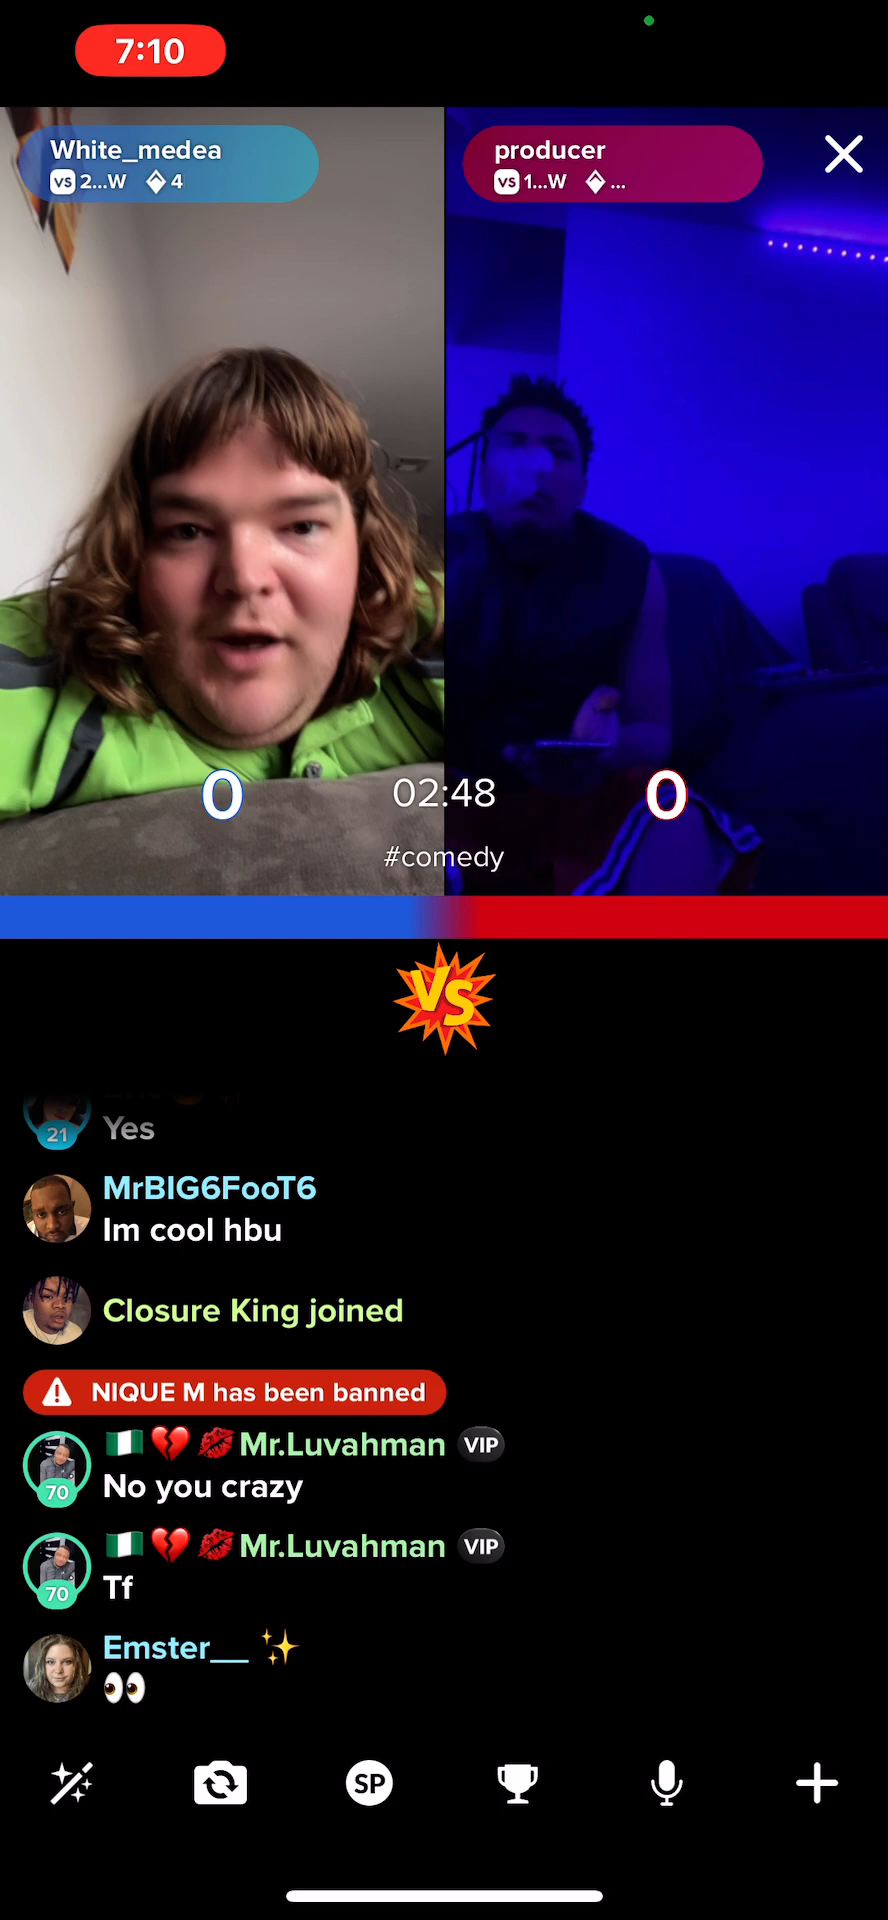 7:10
White_medea
VS 2...W 4
producer
VS 1...W ...
0
02:48
0
#comedy
VS
21
Yes
MrBIG6FooT6
Im cool hbu
Closure King joined
NIQUE M has been banned
Mr.Luvahman VIP
70
No you crazy
Mr.Luvahman VIP
70
Tf
Emster__ ✨
👀
SP